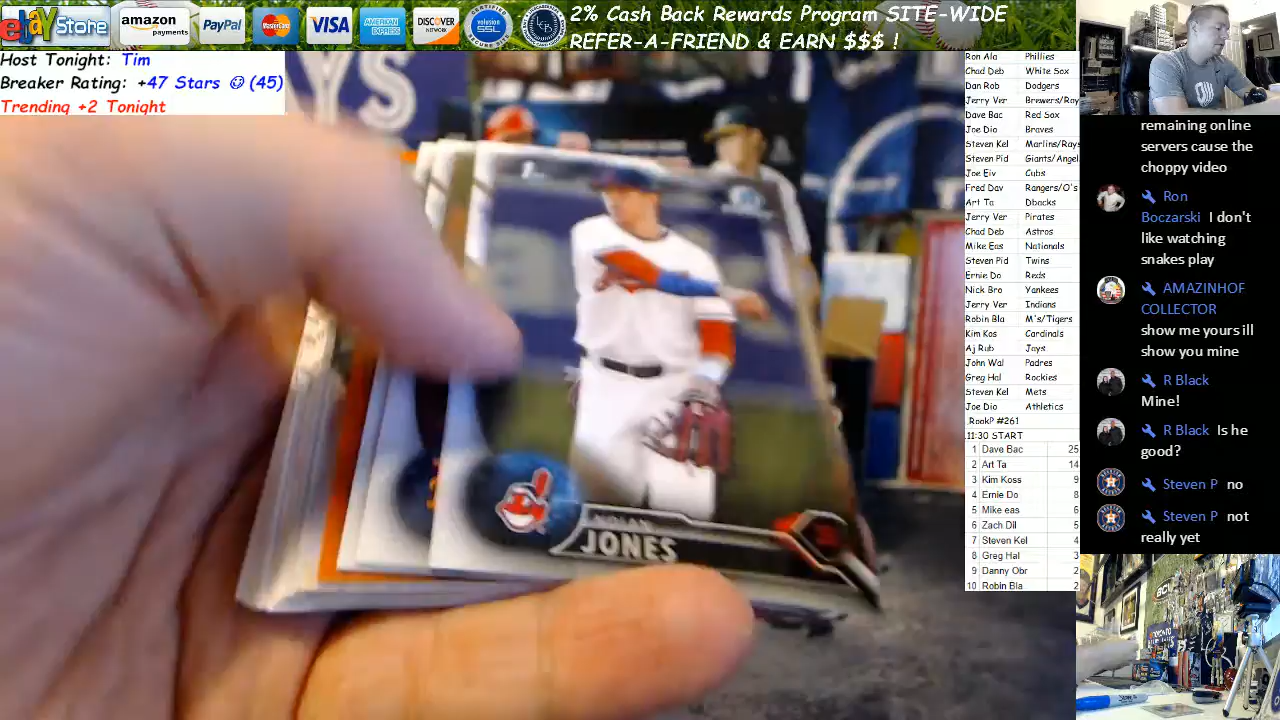 ebay Store
amazon
payments
PayPal
MasterCard
VISA
AMERICAN
EXPRESS
DISCOVER
NETWORK
volusion
SSL
2% Cash Back Rewards Program SITE-WIDE
REFER-A-FRIEND & EARN $$$ !
Host Tonight: Tim
Breaker Rating: +47 Stars (45)
Trending +2 Tonight
YS
JONES
Ron Ala Phillies
Chad Deb White Sox
Dan Rob Dodgers
Jerry Ver Brewers/Ray
Dave Bac Red Sox
Joe Dio Braves
Steven Kel Marlins/Rays
Steven Pid Giants/Angel
Joe Eiv Cubs
Fred Dav Rangers/O's
Art Ta Dbacks
Jerry Ver Pirates
Chad Deb Astros
Mike Eas Nationals
Steven Pid Twins
Ernie Do Reds
Nick Bro Yankees
Jerry Ver Indians
Robin Bla M's/Tigers
Kim Kos Cardinals
Aj Rub Jays
John Wal Padres
Greg Hal Rockies
Steven Kel Mets
Joe Dio Athletics
RookP #261
11:30 START
1 Dave Bac 25
2 Art Ta 14
3 Kim Koss 9
4 Ernie Do 8
5 Mike eas 6
6 Zach Dil 5
7 Steven Kel 4
8 Greg Hal 3
9 Danny Obr 2
10 Robin Bla 2
remaining online
servers cause the
choppy video
Ron
Boczarski I don't
like watching
snakes play
AMAZINHOF
COLLECTOR
show me yours ill
show you mine
R Black
Mine!
R Black Is he
good?
Steven P no
Steven P not
really yet